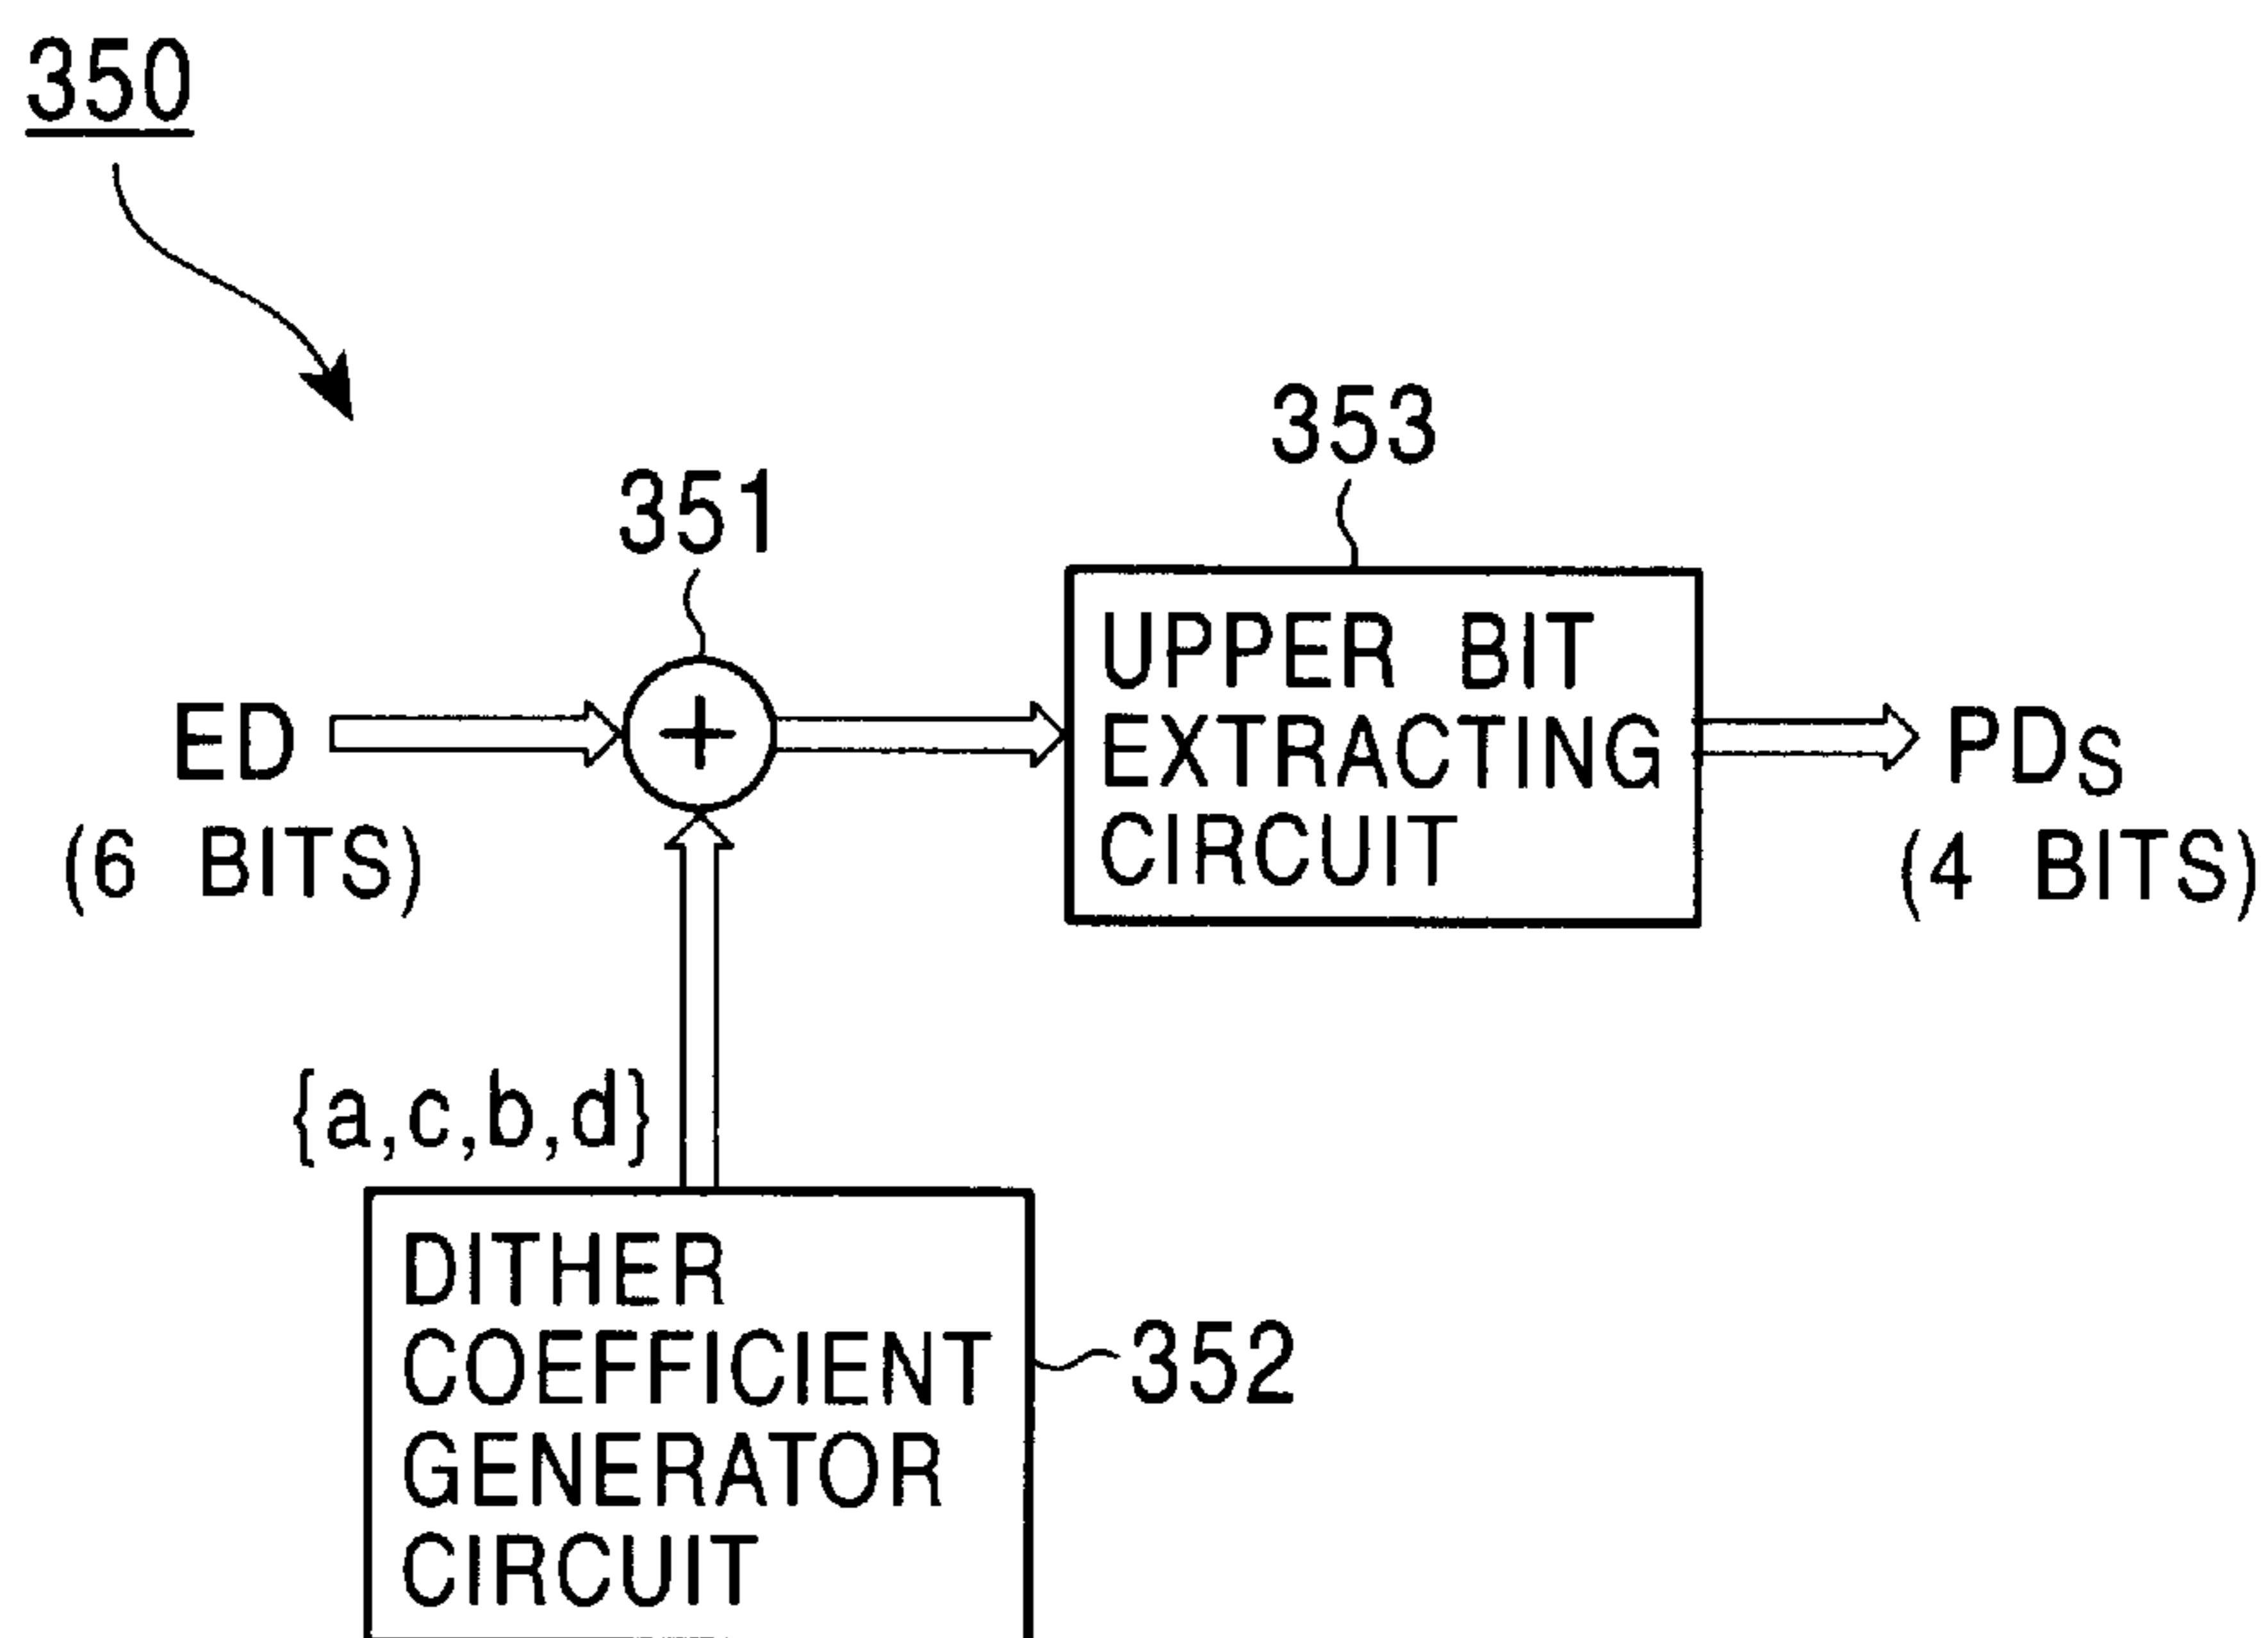 350
353
351
UPPER BIT
EXTRACTING
CIRCUIT
ED
(6 BITS)
PDS
(4 BITS)
{a,c,b,d}
DITHER
COEFFICIENT
GENERATOR
CIRCUIT
352